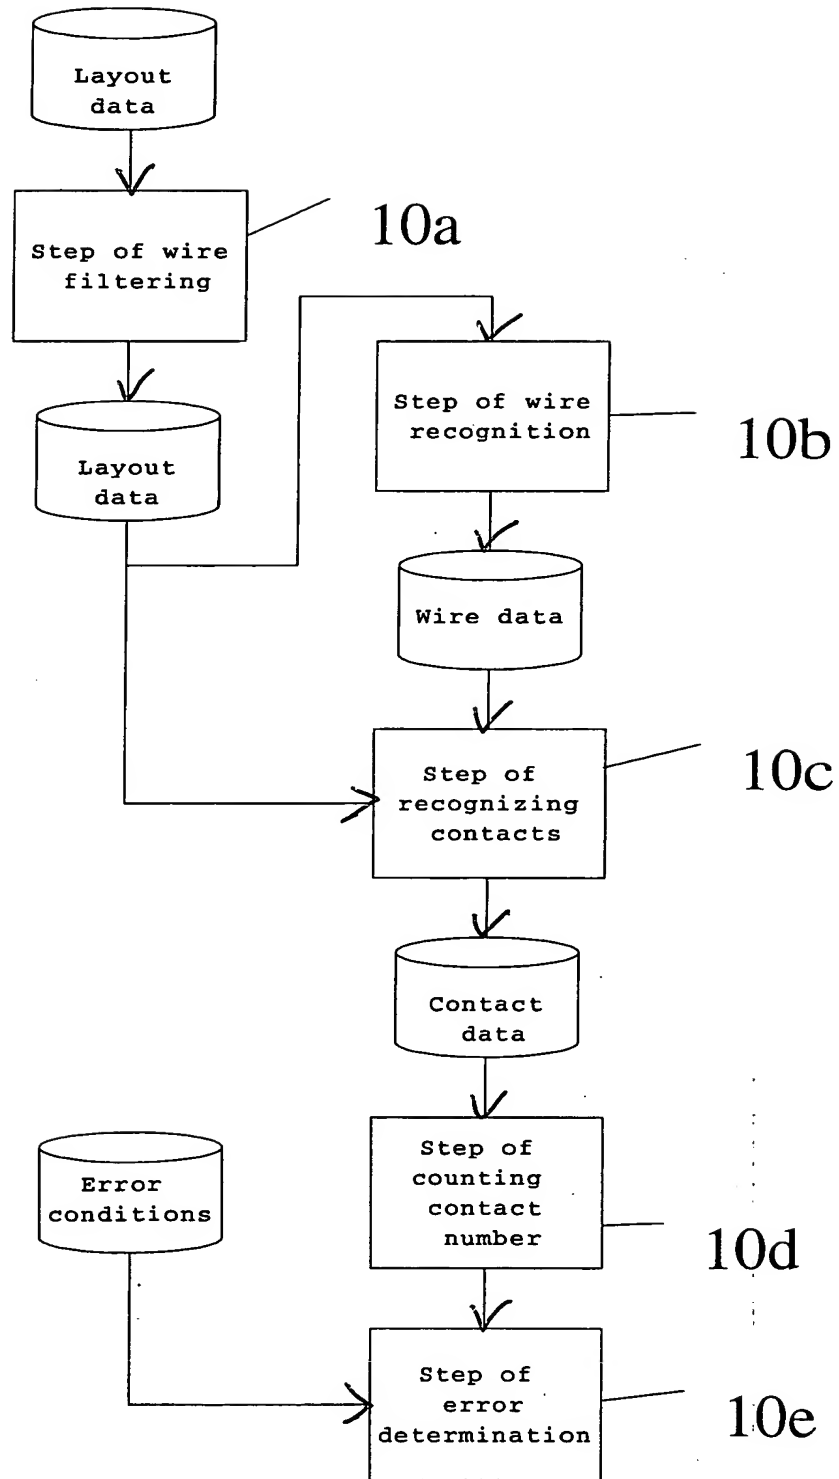 Layout
data
Step of wire
filtering
10a
Step of wire
recognition
10b
Layout
data
Wire data
Step of
recognizing
contacts
10c
Contact
data
Step of
counting
contact
number
10d
Error
conditions
Step of
error
determination
10e